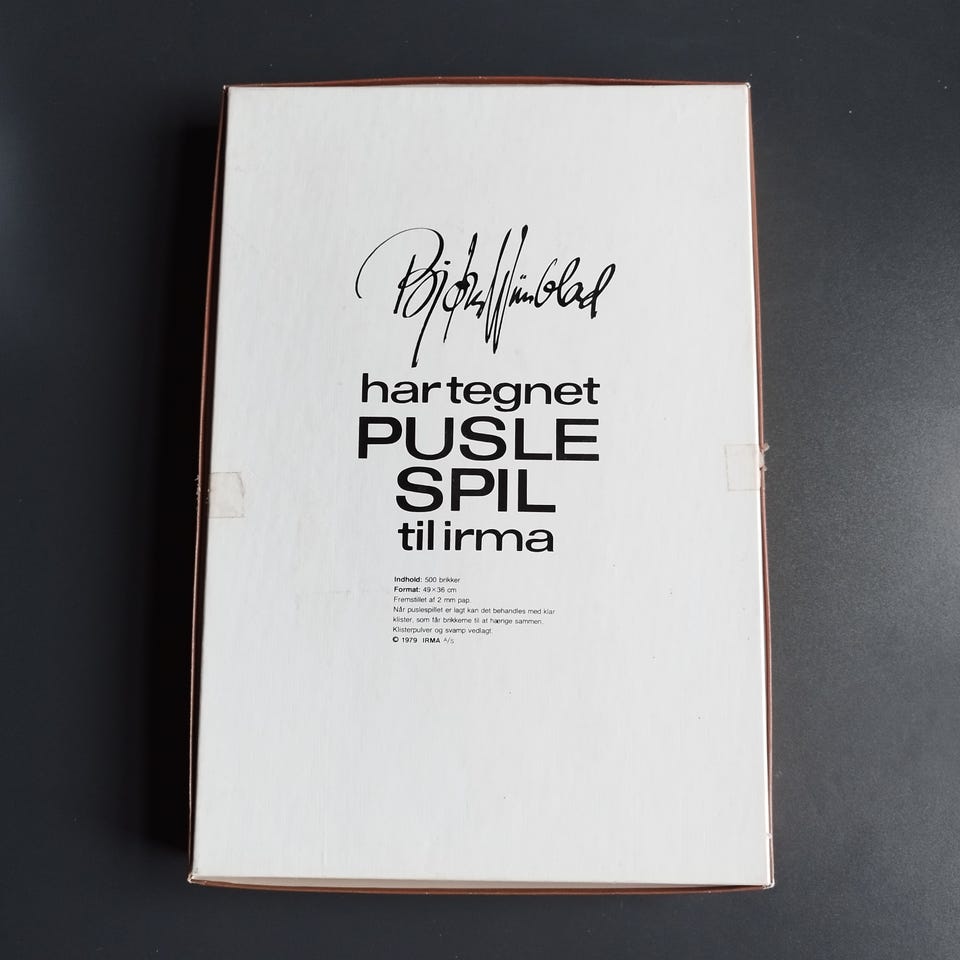 Bjørn Wiinblad
har tegnet
PUSLE
SPIL
til irma
Indhold: 500 brikker
Format: 49×36 cm
Fremstillet af 2 mm pap.
Når puslespillet er lagt kan det behandles med klar
klister, som får brikkerne til at hænge sammen.
Klisterpulver og svamp vedlagt.
© 1979 IRMA A/S